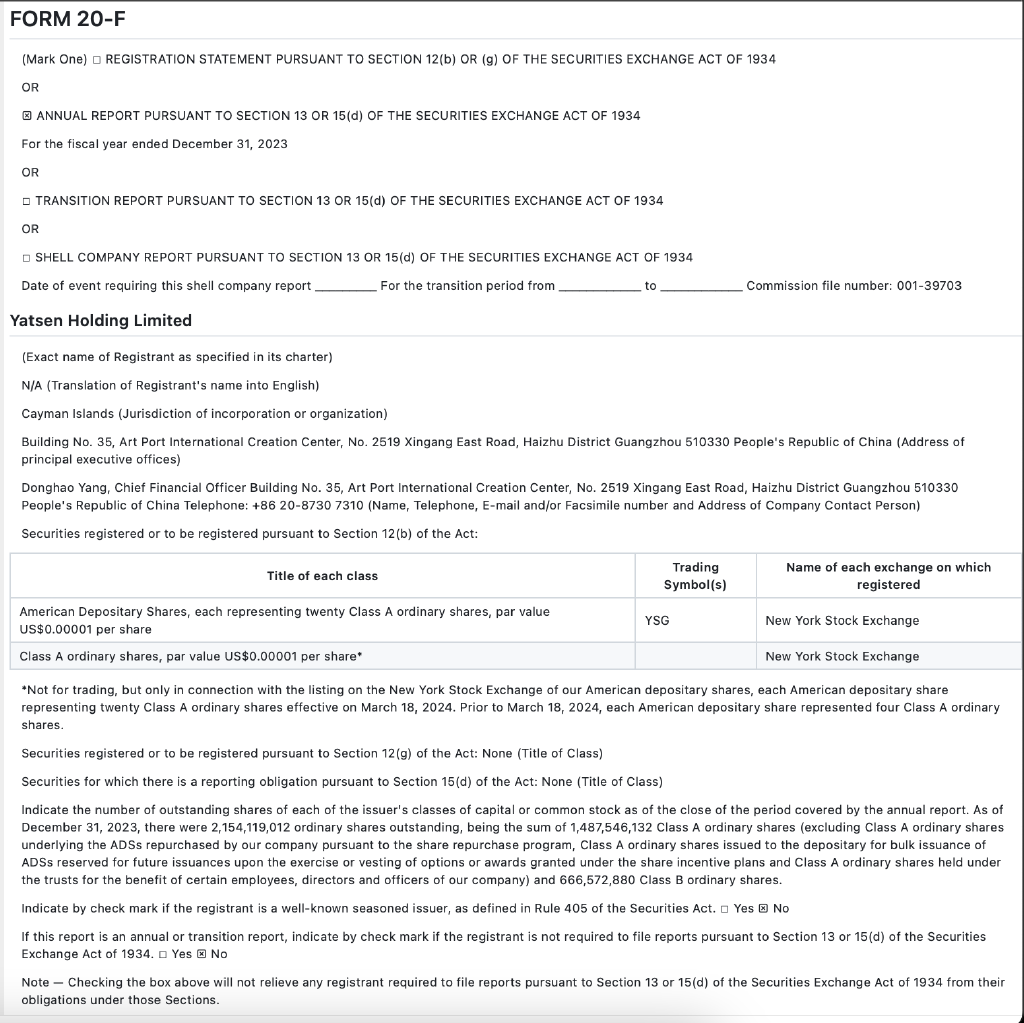 FORM 20-F
(Mark One) ☐ REGISTRATION STATEMENT PURSUANT TO SECTION 12(b) OR (g) OF THE SECURITIES EXCHANGE ACT OF 1934
OR
☒ ANNUAL REPORT PURSUANT TO SECTION 13 OR 15(d) OF THE SECURITIES EXCHANGE ACT OF 1934
For the fiscal year ended December 31, 2023
OR
☐ TRANSITION REPORT PURSUANT TO SECTION 13 OR 15(d) OF THE SECURITIES EXCHANGE ACT OF 1934
OR
☐ SHELL COMPANY REPORT PURSUANT TO SECTION 13 OR 15(d) OF THE SECURITIES EXCHANGE ACT OF 1934
Date of event requiring this shell company report _________ For the transition period from ____________ to ____________ Commission file number: 001-39703
Yatsen Holding Limited
(Exact name of Registrant as specified in its charter)
N/A (Translation of Registrant's name into English)
Cayman Islands (Jurisdiction of incorporation or organization)
Building No. 35, Art Port International Creation Center, No. 2519 Xingang East Road, Haizhu District Guangzhou 510330 People's Republic of China (Address of
principal executive offices)
Donghao Yang, Chief Financial Officer Building No. 35, Art Port International Creation Center, No. 2519 Xingang East Road, Haizhu District Guangzhou 510330
People's Republic of China Telephone: +86 20-8730 7310 (Name, Telephone, E-mail and/or Facsimile number and Address of Company Contact Person)
Securities registered or to be registered pursuant to Section 12(b) of the Act:
Title of each class
Trading
Symbol(s)
Name of each exchange on which
registered
American Depositary Shares, each representing twenty Class A ordinary shares, par value
US$0.00001 per share
YSG
New York Stock Exchange
Class A ordinary shares, par value US$0.00001 per share*
New York Stock Exchange
*Not for trading, but only in connection with the listing on the New York Stock Exchange of our American depositary shares, each American depositary share
representing twenty Class A ordinary shares effective on March 18, 2024. Prior to March 18, 2024, each American depositary share represented four Class A ordinary
shares.
Securities registered or to be registered pursuant to Section 12(g) of the Act: None (Title of Class)
Securities for which there is a reporting obligation pursuant to Section 15(d) of the Act: None (Title of Class)
Indicate the number of outstanding shares of each of the issuer's classes of capital or common stock as of the close of the period covered by the annual report. As of
December 31, 2023, there were 2,154,119,012 ordinary shares outstanding, being the sum of 1,487,546,132 Class A ordinary shares (excluding Class A ordinary shares
underlying the ADSs repurchased by our company pursuant to the share repurchase program, Class A ordinary shares issued to the depositary for bulk issuance of
ADSs reserved for future issuances upon the exercise or vesting of options or awards granted under the share incentive plans and Class A ordinary shares held under
the trusts for the benefit of certain employees, directors and officers of our company) and 666,572,880 Class B ordinary shares.
Indicate by check mark if the registrant is a well-known seasoned issuer, as defined in Rule 405 of the Securities Act. ☐ Yes ☒ No
If this report is an annual or transition report, indicate by check mark if the registrant is not required to file reports pursuant to Section 13 or 15(d) of the Securities
Exchange Act of 1934. ☐ Yes ☒ No
Note — Checking the box above will not relieve any registrant required to file reports pursuant to Section 13 or 15(d) of the Securities Exchange Act of 1934 from their
obligations under those Sections.